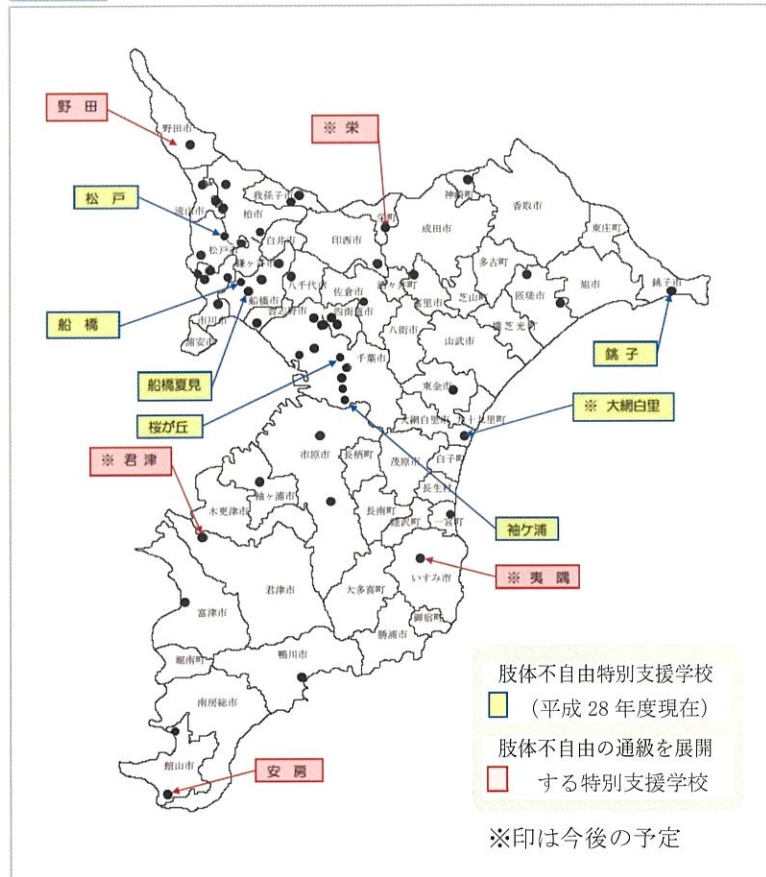 野 田
※ 栄
松 戸
船 橋
船橋夏見
桜が丘
※ 君 津
銚 子
※ 大網白里
袖ケ浦
※ 夷 隅
安 房
野田市
我孫子市
柏市
流山市
松戸市
白井市
鎌ヶ谷市
印西市
栄町
成田市
神崎町
香取市
東庄町
多古町
旭市
銚子市
匝瑳市
芝山町
横芝光町
富里市
酒々井町
八千代市
佐倉市
船橋市
習志野市
四街道市
市川市
浦安市
八街市
山武市
千葉市
東金市
大網白里市
九十九里町
市原市
長柄町
茂原市
白子町
長生村
袖ヶ浦市
木更津市
長南町
睦沢町
一宮町
いすみ市
君津市
大多喜町
富津市
御宿町
勝浦市
鋸南町
鴨川市
南房総市
館山市
肢体不自由特別支援学校
(平成 28 年度現在)
肢体不自由の通級を展開
する特別支援学校
※印は今後の予定